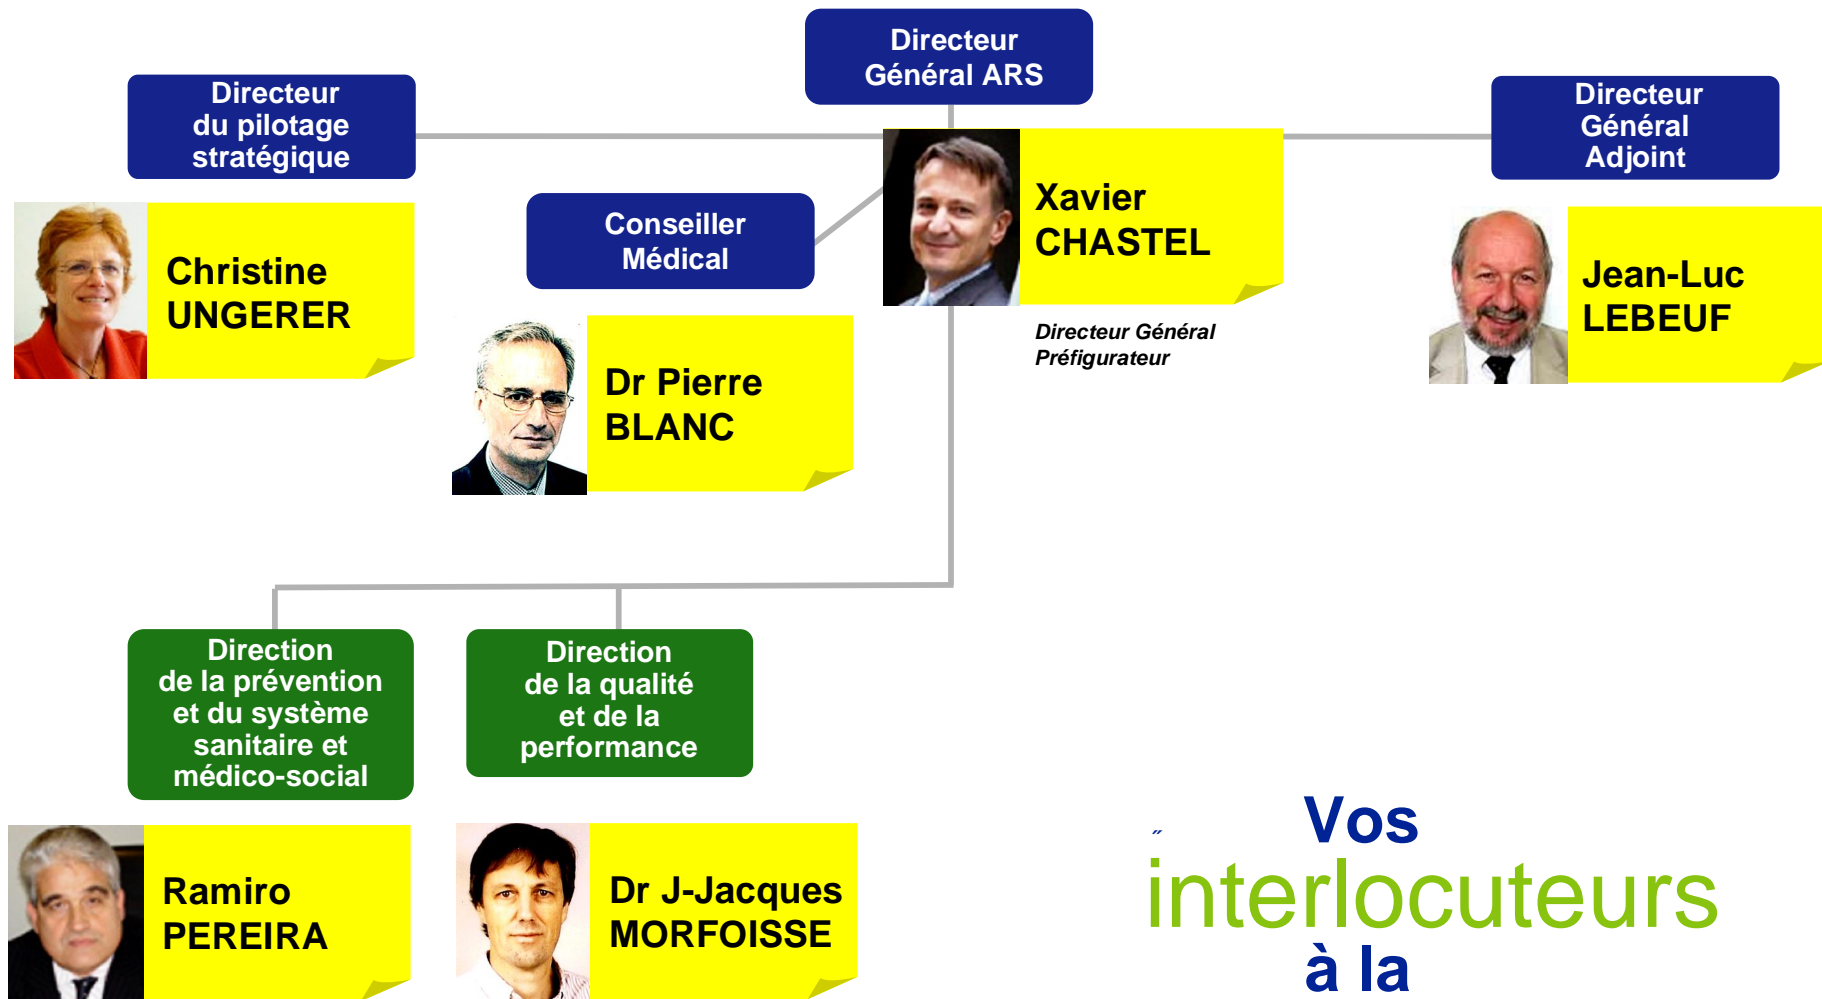 Directeur
Général ARS
Directeur
du pilotage
stratégique
Directeur
Général
Adjoint
Xavier
CHASTEL
Conseiller
Médical
Christine
UNGERER
Jean-Luc
LEBEUF
Directeur Général
Préfigurateur
Dr Pierre
BLANC
Direction
de la prévention
et du système
sanitaire et
médico-social
Direction
de la qualité
et de la
performance
Ramiro
PEREIRA
Dr J-Jacques
MORFOISSE
Vos
interlocuteurs
à la